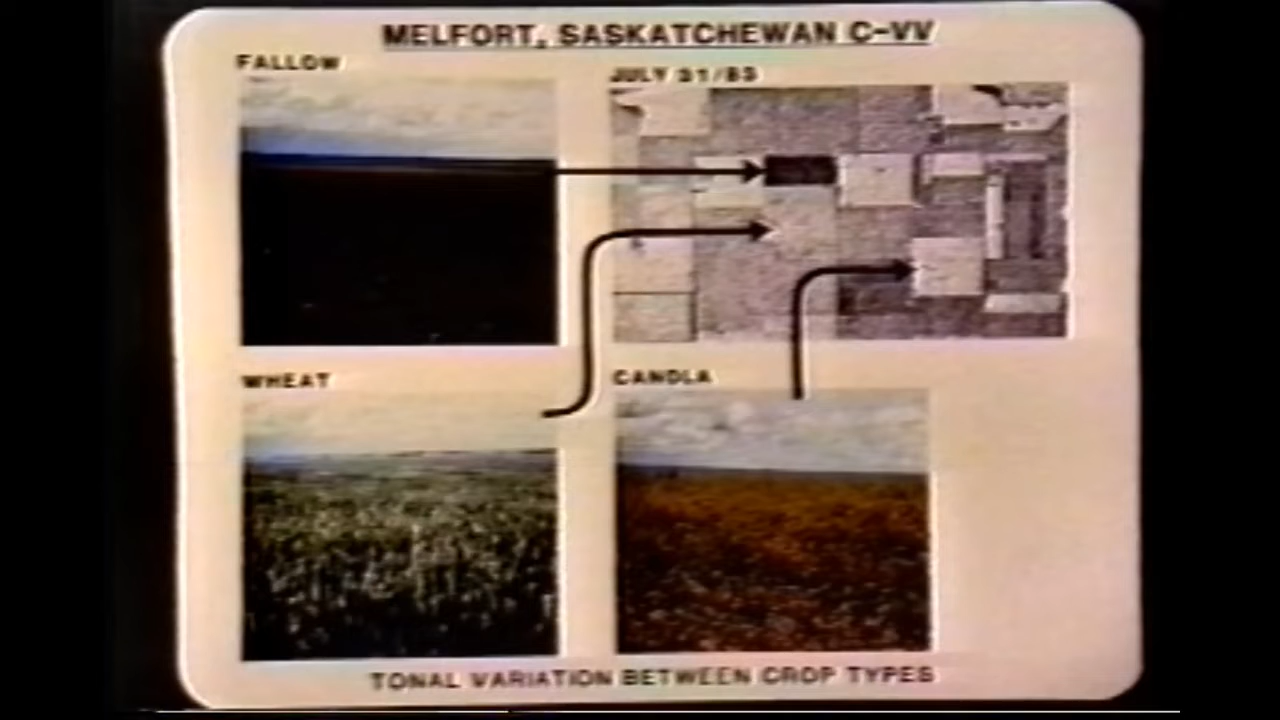 MELFORT, SASKATCHEWAN C-VV
FALLOW
JULY 31/83
WHEAT
CANOLA
TONAL VARIATION BETWEEN CROP TYPES